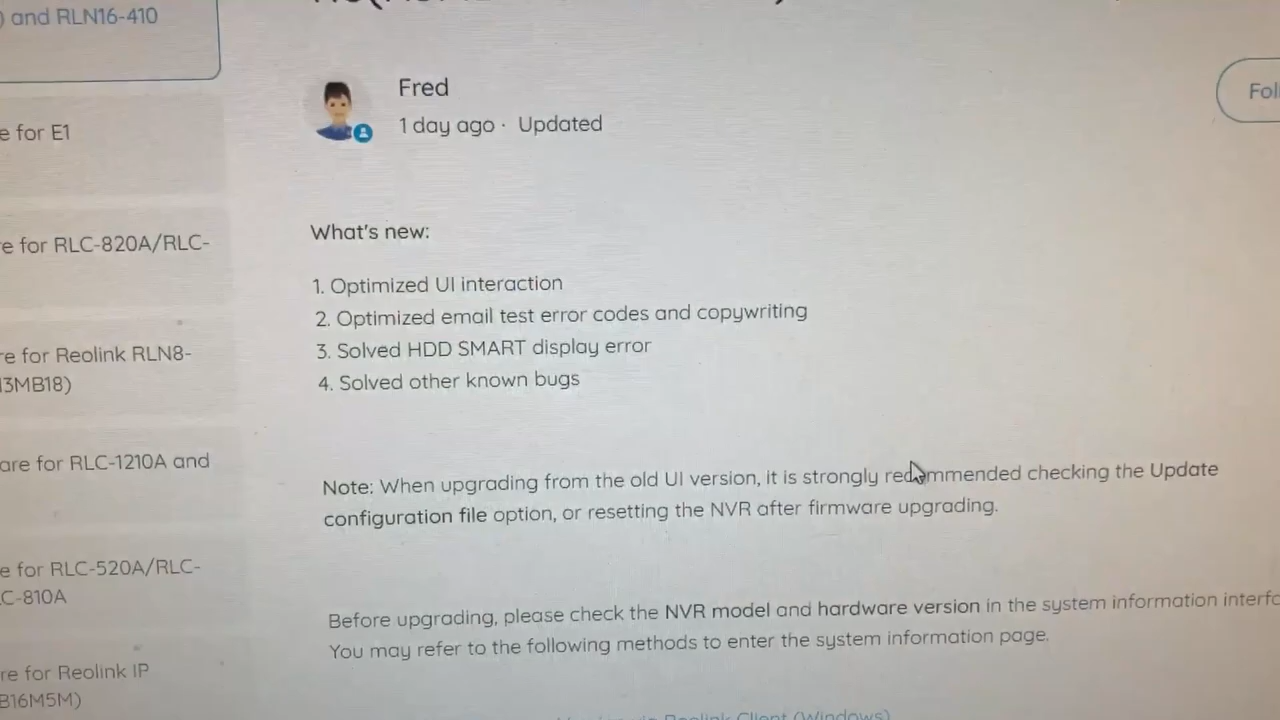 ) and RLN16-410
e for E1
e for RLC-820A/RLC-
re for Reolink RLN8-
3MB18)
are for RLC-1210A and
e for RLC-520A/RLC-
C-810A
re for Reolink IP
B16M5M)
Fred
1 day ago · Updated
What's new:
1. Optimized UI interaction
2. Optimized email test error codes and copywriting
3. Solved HDD SMART display error
4. Solved other known bugs
Note: When upgrading from the old UI version, it is strongly recommended checking the Update
configuration file option, or resetting the NVR after firmware upgrading.
Before upgrading, please check the NVR model and hardware version in the system information interfa
You may refer to the following methods to enter the system information page.
via Reolink Client (Windows)
Fol